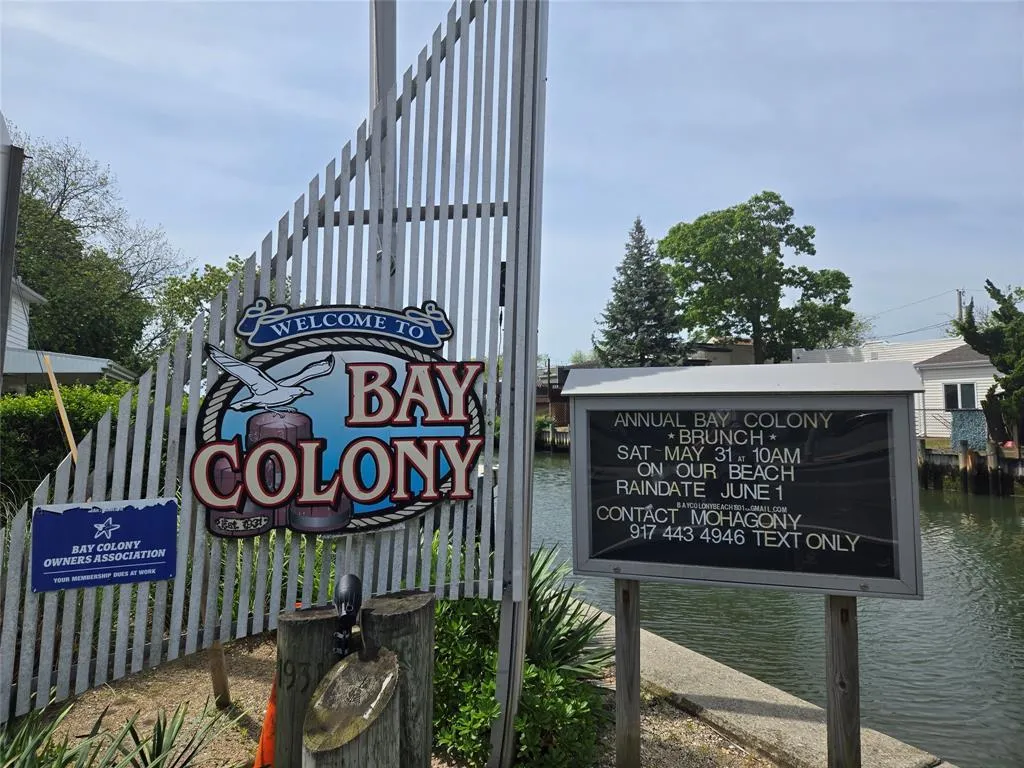 WELCOME TO
BAY
COLONY
Est. 1931
BAY COLONY
OWNERS ASSOCIATION
YOUR MEMBERSHIP DUES AT WORK
ANNUAL BAY COLONY
★ BRUNCH ★
SAT MAY 31 AT 10AM
ON OUR BEACH
RAINDATE JUNE 1
CONTACT MOHAGONY
917 443 4946 TEXT ONLY